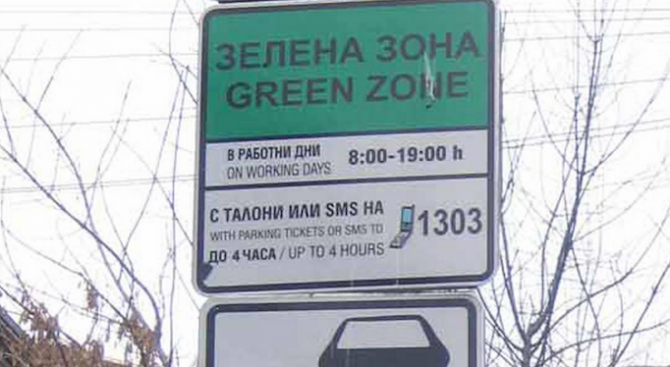 ЗЕЛЕНА ЗОНА
GREEN ZONE
В РАБОТНИ ДНИ
ON WORKING DAYS
8:00-19:00 h
С ТАЛОНИ ИЛИ SMS НА
WITH PARKING TICKETS OR SMS TO
1303
ДО 4 ЧАСА / UP TO 4 HOURS